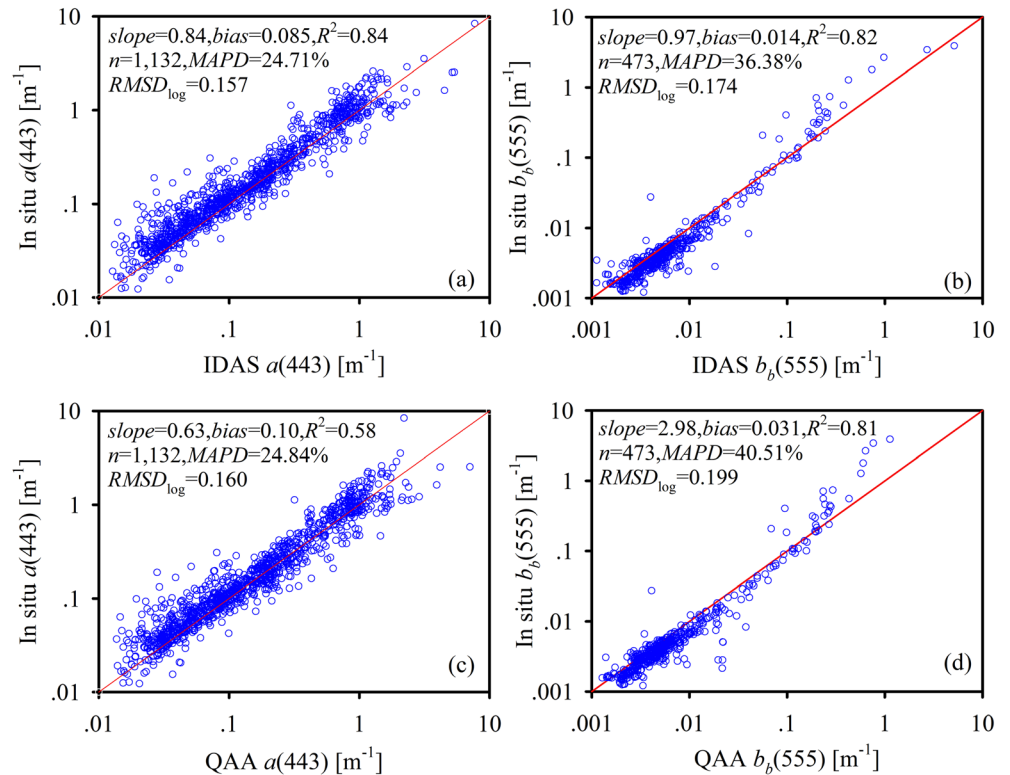 10
1
.1
.01
In situ a(443) [m⁻¹]
slope=0.84,bias=0.085,R²=0.84
n=1,132,MAPD=24.71%
RMSDlog=0.157
(a)
.01 .1 1 10
IDAS a(443) [m⁻¹]
10
1
.1
.01
.001
In situ bb(555) [m⁻¹]
slope=0.97,bias=0.014,R²=0.82
n=473,MAPD=36.38%
RMSDlog=0.174
(b)
.001 .01 .1 1 10
IDAS bb(555) [m⁻¹]
10
1
.1
.01
In situ a(443) [m⁻¹]
slope=0.63,bias=0.10,R²=0.58
n=1,132,MAPD=24.84%
RMSDlog=0.160
(c)
.01 .1 1 10
QAA a(443) [m⁻¹]
10
1
.1
.01
.001
In situ bb(555) [m⁻¹]
slope=2.98,bias=0.031,R²=0.81
n=473,MAPD=40.51%
RMSDlog=0.199
(d)
.001 .01 .1 1 10
QAA bb(555) [m⁻¹]